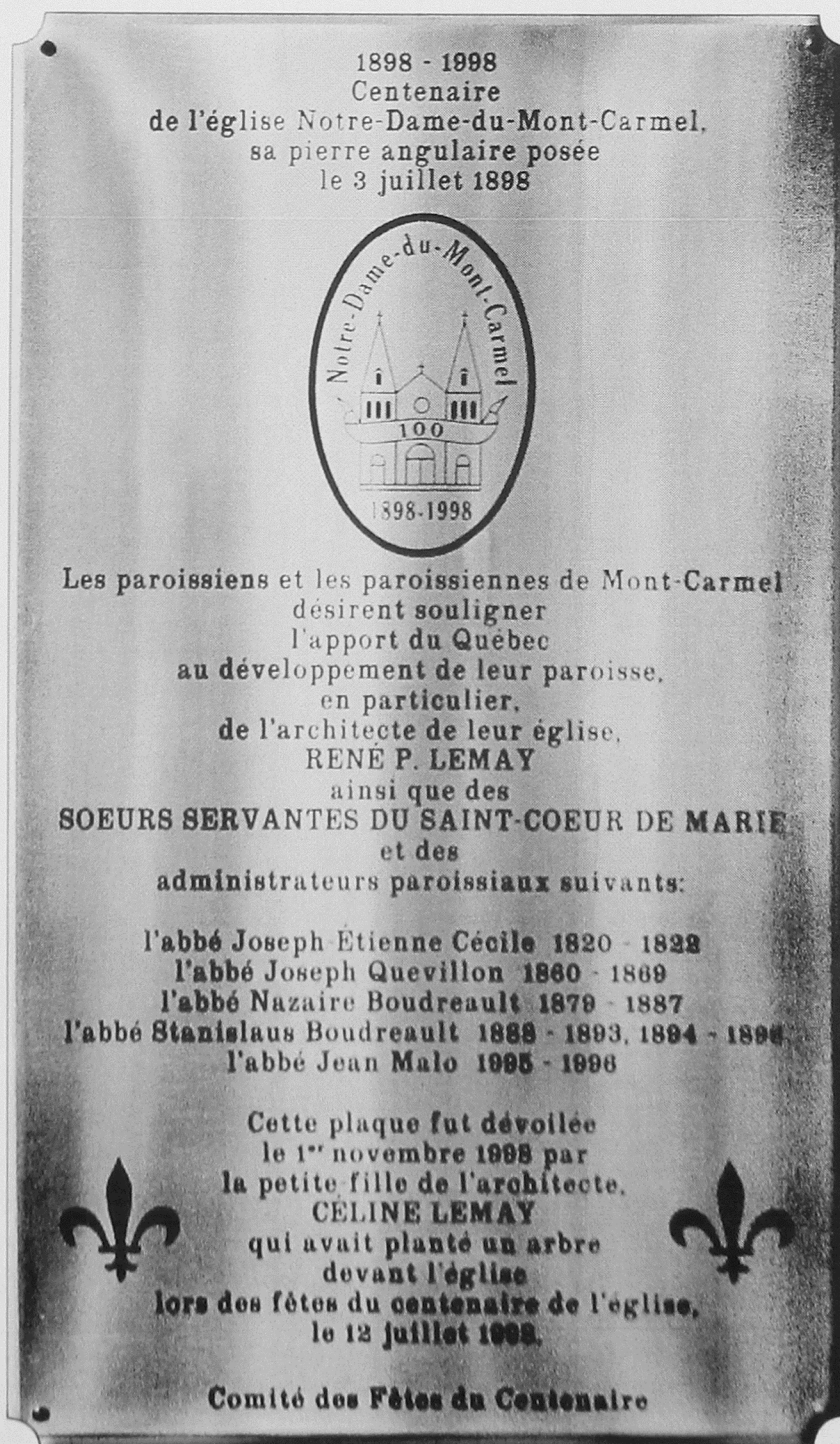 1898 - 1998
Centenaire
de l'église Notre-Dame-du-Mont-Carmel,
sa pierre angulaire posée
le 3 juillet 1898
Notre-Dame-du-Mont-Carmel
100
1898-1998
Les paroissiens et les paroissiennes de Mont-Carmel
désirent souligner
l'apport du Québec
au développement de leur paroisse,
en particulier,
de l'architecte de leur église,
RENÉ P. LEMAY
ainsi que des
SOEURS SERVANTES DU SAINT-COEUR DE MARIE
et des
administrateurs paroissiaux suivants:
l'abbé Joseph Étienne Cécile 1820 - 1822
l'abbé Joseph Quevillon 1860 - 1869
l'abbé Nazaire Boudreault 1879 - 1887
l'abbé Stanislaus Boudreault 1888 - 1893, 1894 -
l'abbé Jean Malo 1995 - 1996
Cette plaque fut dévoilée
le 1er novembre 1998 par
la petite fille de l'architecte,
CÉLINE LEMAY
qui avait planté un arbre
devant l'église
lors des fêtes du centenaire de l'église,
le 12 juillet 1998.
Comité des Fêtes du Centenaire